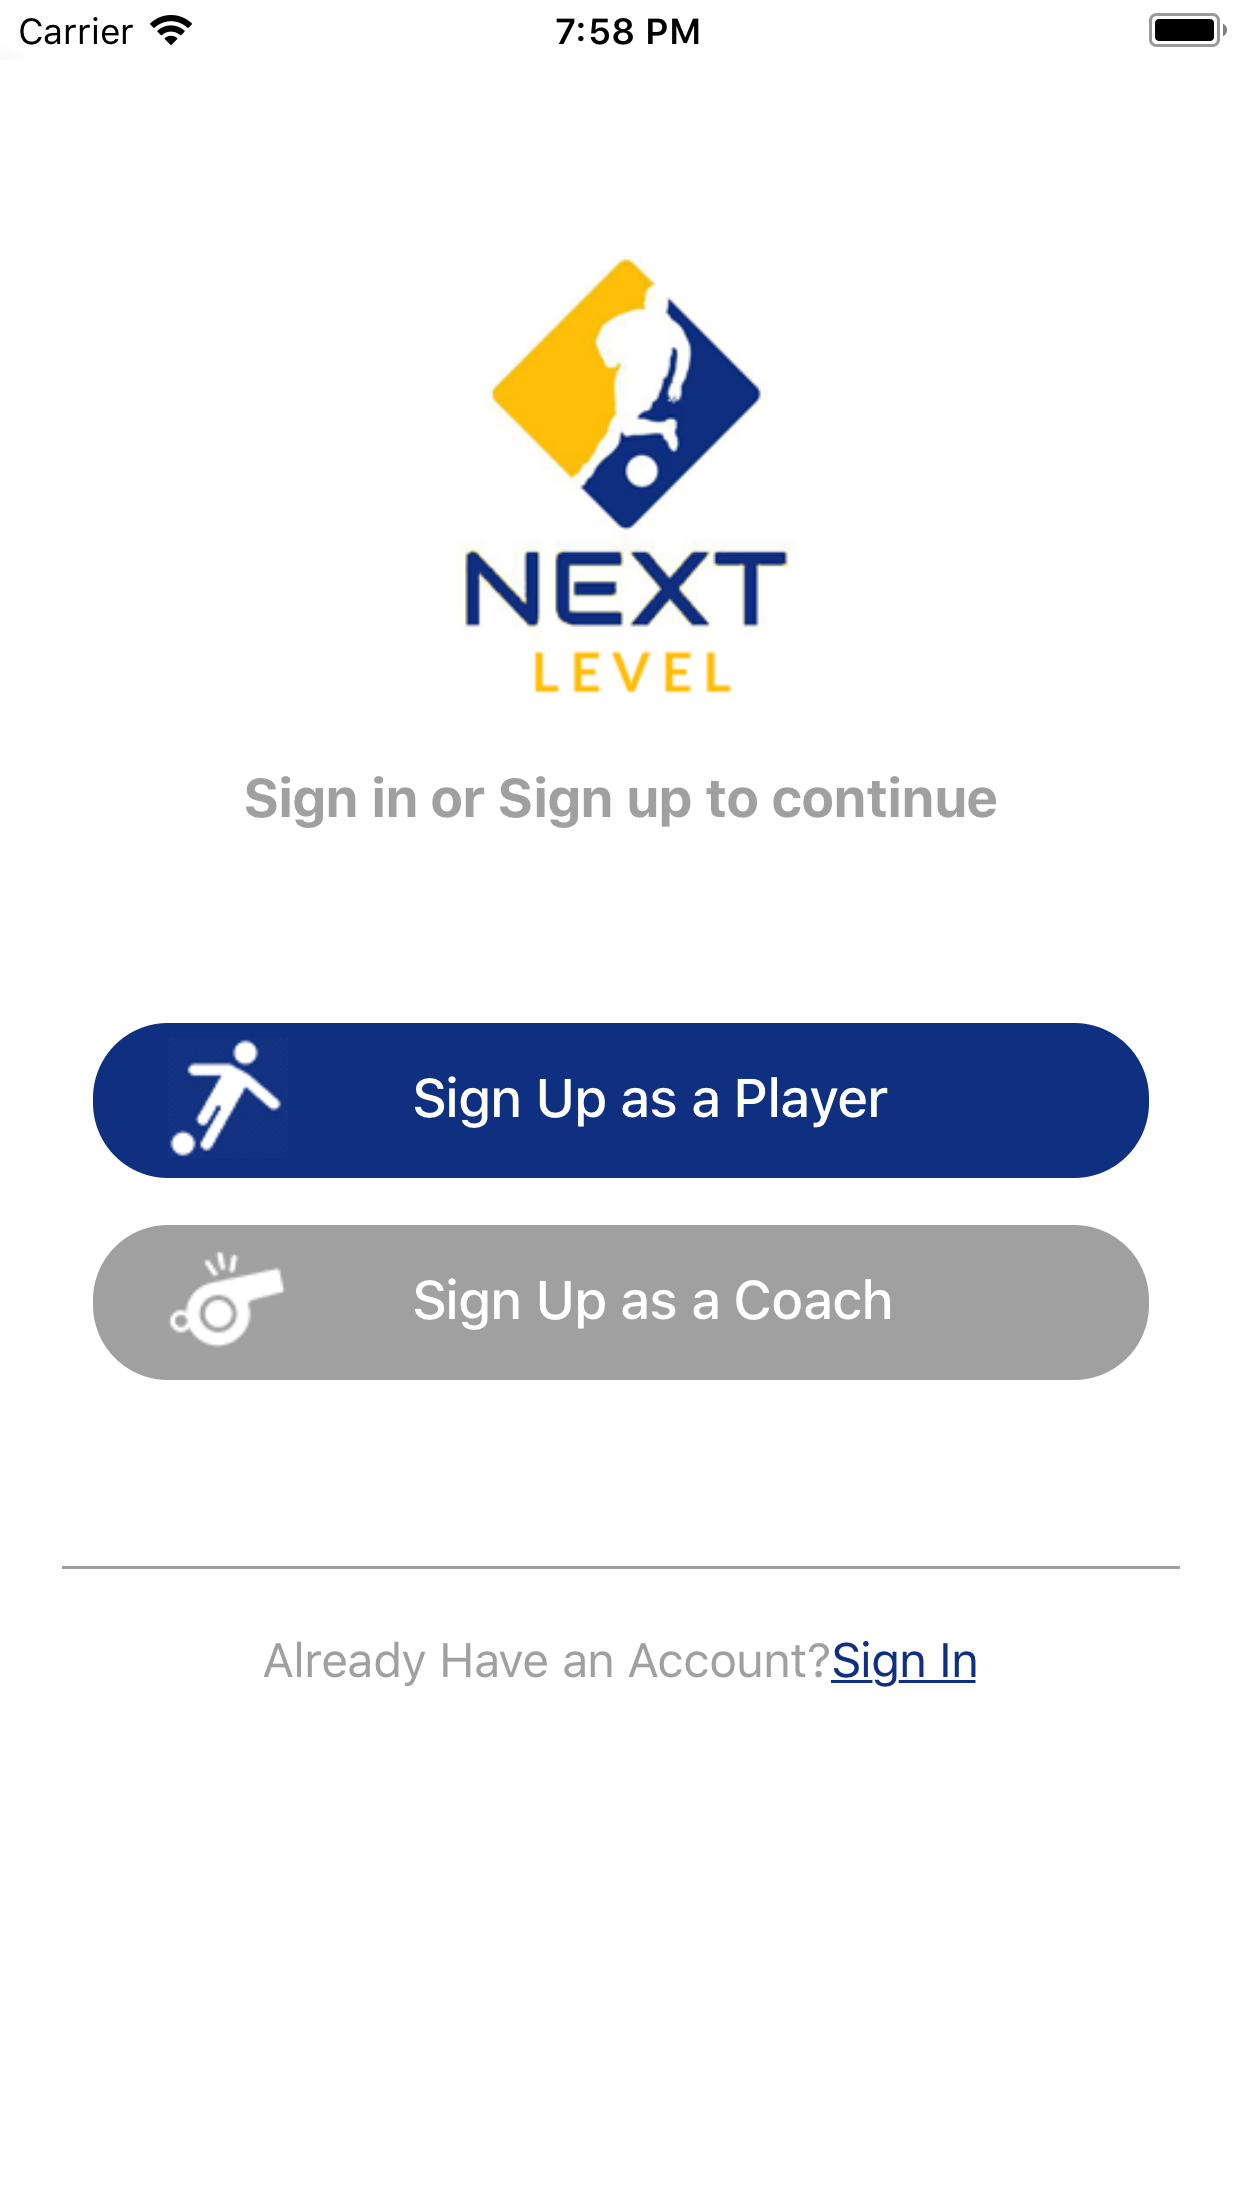 Carrier 7:58 PM
NEXT
LEVEL
Sign in or Sign up to continue
Sign Up as a Player
Sign Up as a Coach
Already Have an Account?Sign In